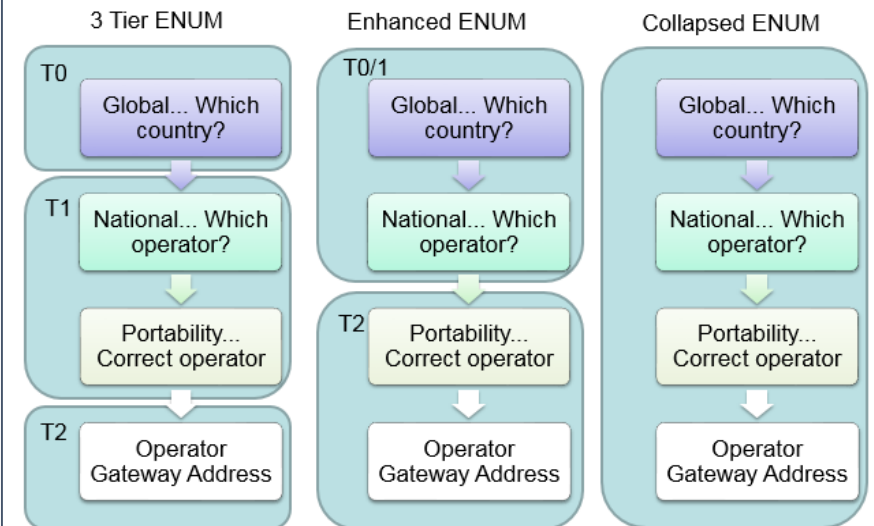 3 Tier ENUM
T0
Global... Which
country?
T1
National... Which
operator?
Portability...
Correct operator
T2
Operator
Gateway Address
Enhanced ENUM
T0/1
Global... Which
country?
National... Which
operator?
T2
Portability...
Correct operator
Operator
Gateway Address
Collapsed ENUM
Global... Which
country?
National... Which
operator?
Portability...
Correct operator
Operator
Gateway Address